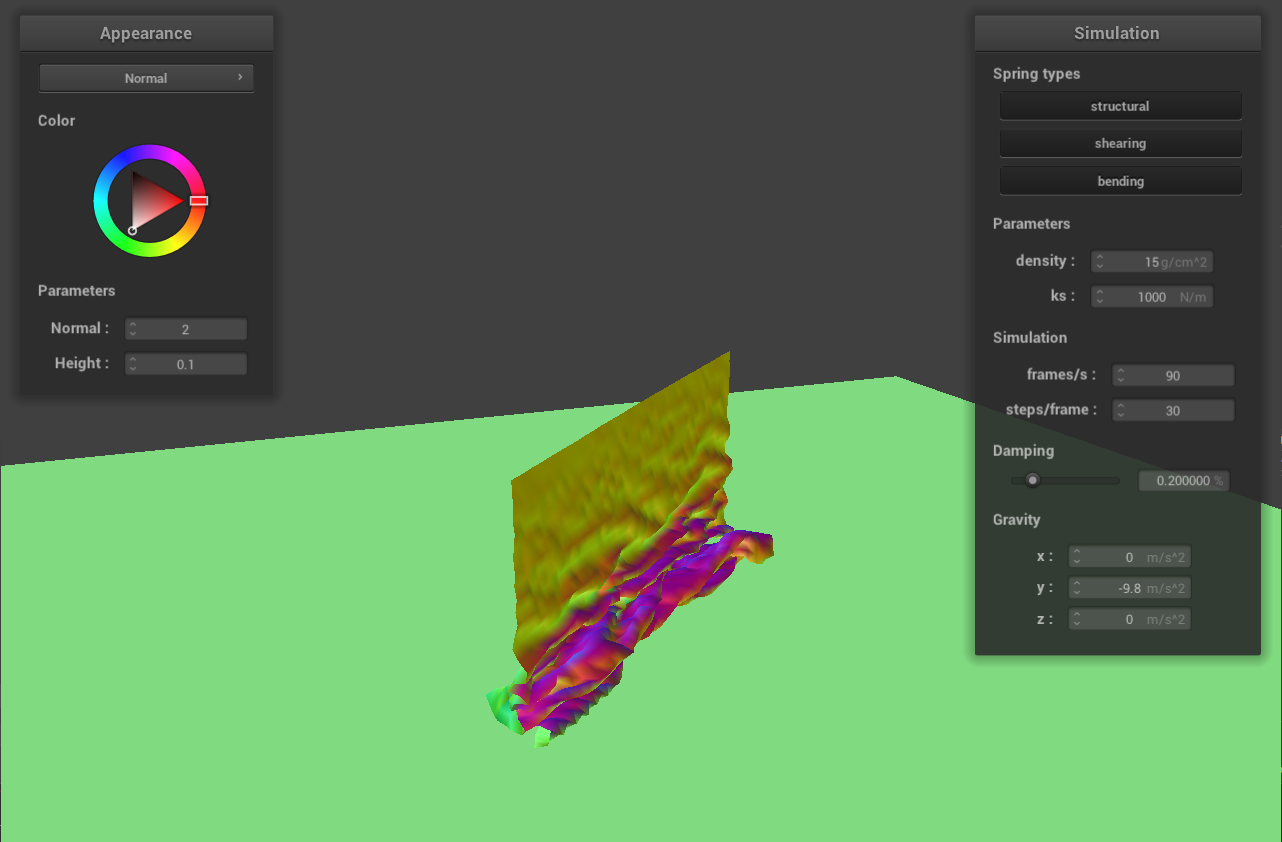 Appearance
Normal
Color
Parameters
Normal : 2
Height : 0.1
Simulation
Spring types
structural
shearing
bending
Parameters
density : 15 g/cm^2
ks : 1000 N/m
Simulation
frames/s : 90
steps/frame : 30
Damping
0.200000 %
Gravity
x : 0 m/s^2
y : -9.8 m/s^2
z : 0 m/s^2